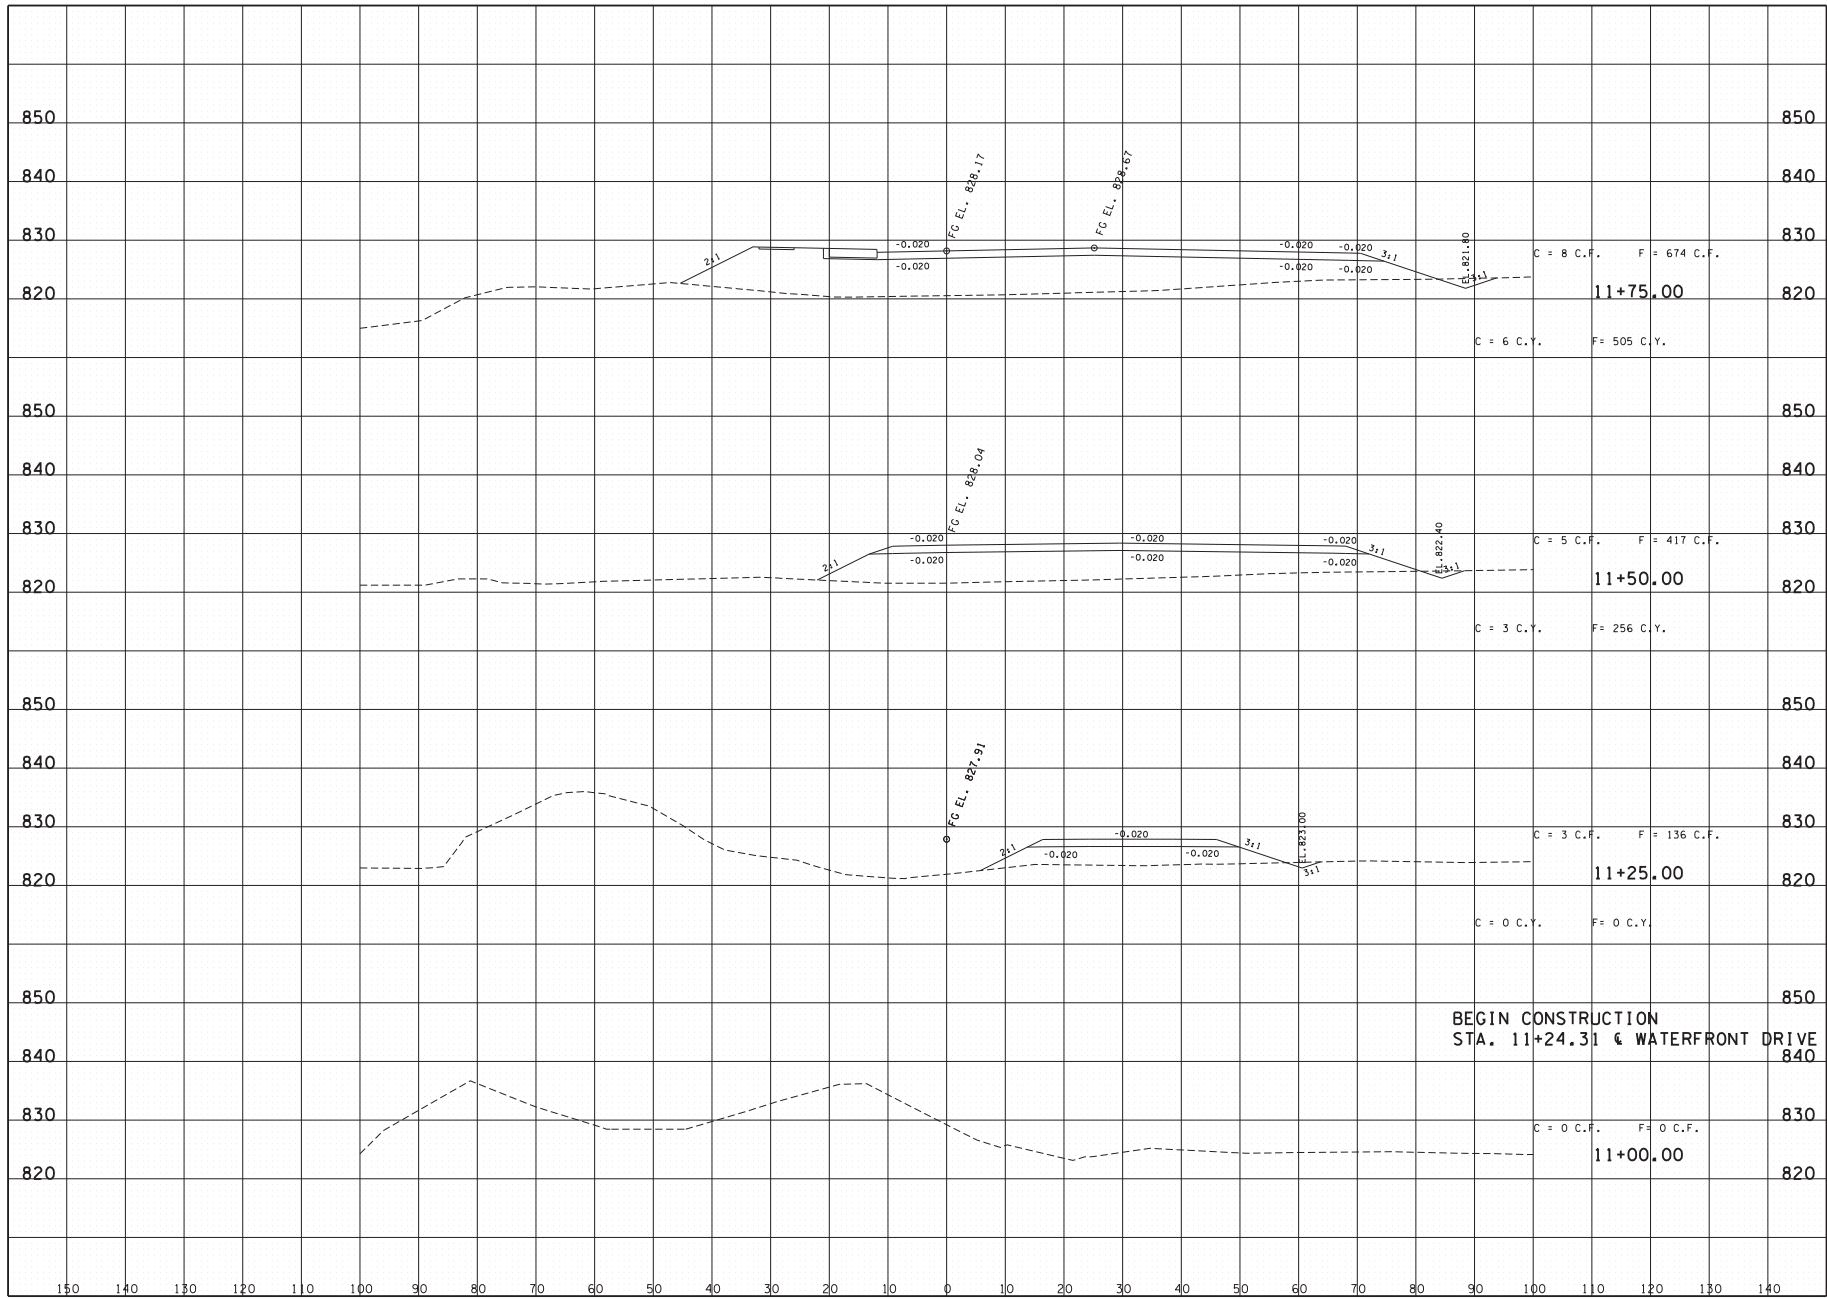 850 850
840 840
FG EL. 828.17
FG EL. 828.67
830 830
2:1
-0.020
-0.020
-0.020
-0.020
-0.020
-0.020
3:1
EL.821.80
3:1
C = 8 C.F. F = 674 C.F.
820 820
11+75.00
C = 6 C.Y. F= 505 C.Y.
850 850
840 840
FG EL. 828.04
830 830
2:1
-0.020
-0.020
-0.020
-0.020
-0.020
-0.020
3:1
EL.822.40
3:1
C = 5 C.F. F = 417 C.F.
11+50.00
820 820
C = 3 C.Y. F= 256 C.Y.
850 850
840 840
FG EL. 827.91
830 830
2:1
-0.020
-0.020
-0.020
3:1
EL.823.00
3:1
C = 3 C.F. F = 136 C.F.
11+25.00
820 820
C = 0 C.Y. F= 0 C.Y.
850 850
BEGIN CONSTRUCTION
STA. 11+24.31 ℄ WATERFRONT DRIVE
840 840
830 830
C = 0 C.F. F= 0 C.F.
11+00.00
820 820
150 140 130 120 110 100 90 80 70 60 50 40 30 20 10 0 10 20 30 40 50 60 70 80 90 100 110 120 130 140